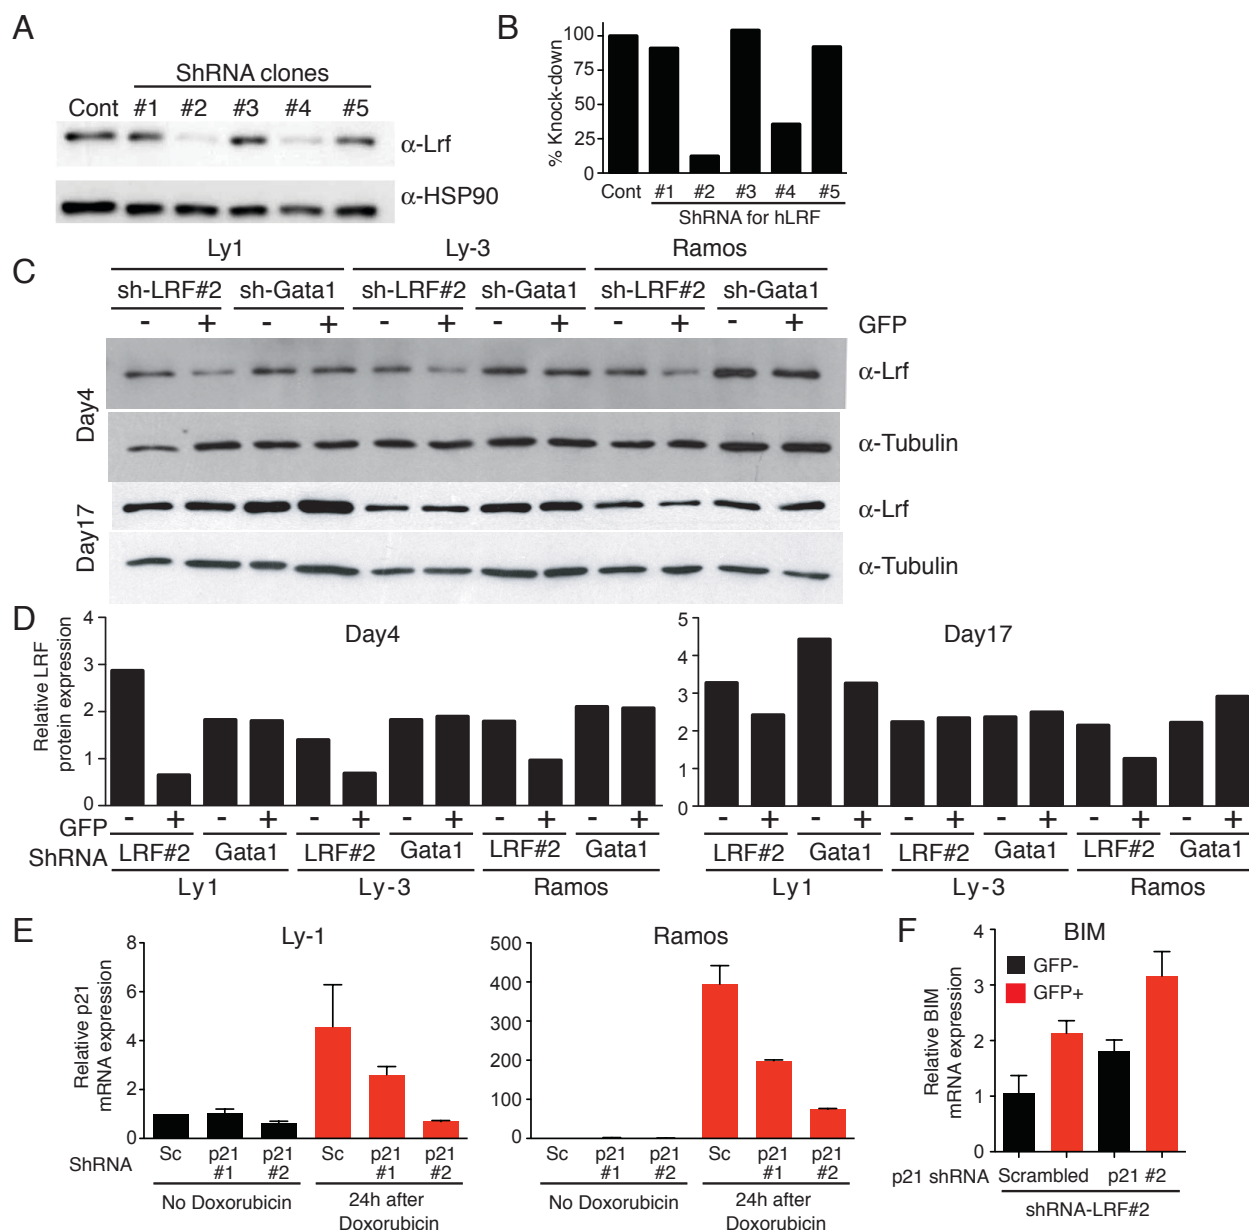 A
ShRNA clones
Cont #1 #2 #3 #4 #5
α-Lrf
α-HSP90
B
% Knock-down
100
75
50
25
0
Cont #1 #2 #3 #4 #5
ShRNA for hLRF
C
Ly1 Ly-3 Ramos
sh-LRF#2 sh-Gata1 sh-LRF#2 sh-Gata1 sh-LRF#2 sh-Gata1
- + - + - + - + - + - + GFP
Day4
α-Lrf
α-Tubulin
Day17
α-Lrf
α-Tubulin
D
Relative LRF
protein expression
Day4
4
3
2
1
0
GFP - + - + - + - + - + - +
ShRNA LRF#2 Gata1 LRF#2 Gata1 LRF#2 Gata1
Ly1 Ly-3 Ramos
Day17
5
4
3
2
1
0
- + - + - + - + - + - +
LRF#2 Gata1 LRF#2 Gata1 LRF#2 Gata1
Ly1 Ly-3 Ramos
E
Relative p21
mRNA expression
Ly-1
8
6
4
2
0
ShRNA Sc p21 p21 Sc p21 p21
#1 #2 #1 #2
No Doxorubicin 24h after
Doxorubicin
Ramos
500
400
300
200
100
0
Sc p21 p21 Sc p21 p21
#1 #2 #1 #2
No Doxorubicin 24h after
Doxorubicin
F
BIM
Relative BIM
mRNA expression
4
3
2
1
0
GFP-
GFP+
p21 shRNA Scrambled p21 #2
shRNA-LRF#2